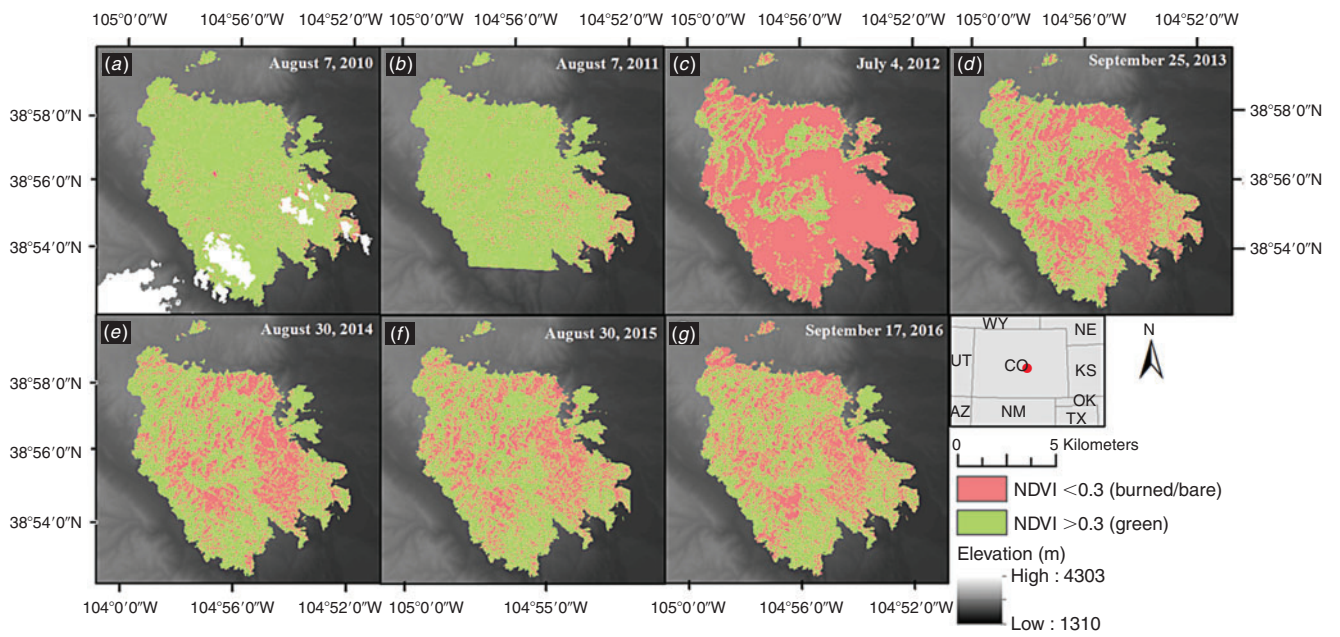 105°0′0″W 104°56′0″W 104°52′0″W 105°0′0″W 104°56′0″W 104°52′0″W 105°0′0″W 104°56′0″W 104°52′0″W 105°0′0″W 104°56′0″W 104°52′0″W
(a) August 7, 2010
(b) August 7, 2011
(c) July 4, 2012
(d) September 25, 2013
38°58′0″N
38°56′0″N
38°54′0″N
38°58′0″N
38°56′0″N
38°54′0″N
(e) August 30, 2014
(f) August 30, 2015
(g) September 17, 2016
38°58′0″N
38°56′0″N
38°54′0″N
WY
NE
UT
CO
KS
OK
AZ
NM
TX
N
0 5 Kilometers
NDVI <0.3 (burned/bare)
NDVI >0.3 (green)
Elevation (m)
High : 4303
Low : 1310
104°0′0″W 104°56′0″W 104°52′0″W 105°0′0″W 104°55′0″W 105°0′0″W 104°56′0″W 104°52′0″W